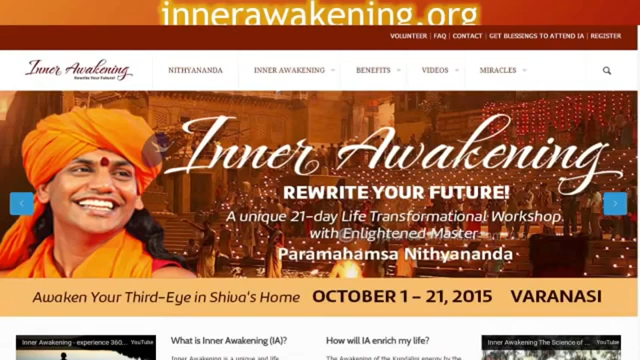 innerawakening.org
VOLUNTEER | FAQ | CONTACT | GET BLESSINGS TO ATTEND IA | REGISTER
Inner Awakening
Rewrite Your Future!
NITHYANANDA INNER AWAKENING BENEFITS VIDEOS MIRACLES
Inner Awakening
REWRITE YOUR FUTURE!
A unique 21-day Life Transformational Workshop
with Enlightened Master
Paramahamsa Nithyananda
Awaken Your Third-Eye in Shiva's Home OCTOBER 1 – 21, 2015 VARANASI
Inner Awakening - experience 360... YouTube
What is Inner Awakening (IA)?
How will IA enrich my life?
Inner Awakening The Science of ... YouTube
Inner Awakening is a unique and life
The Awakening of the Kundalini energy by the